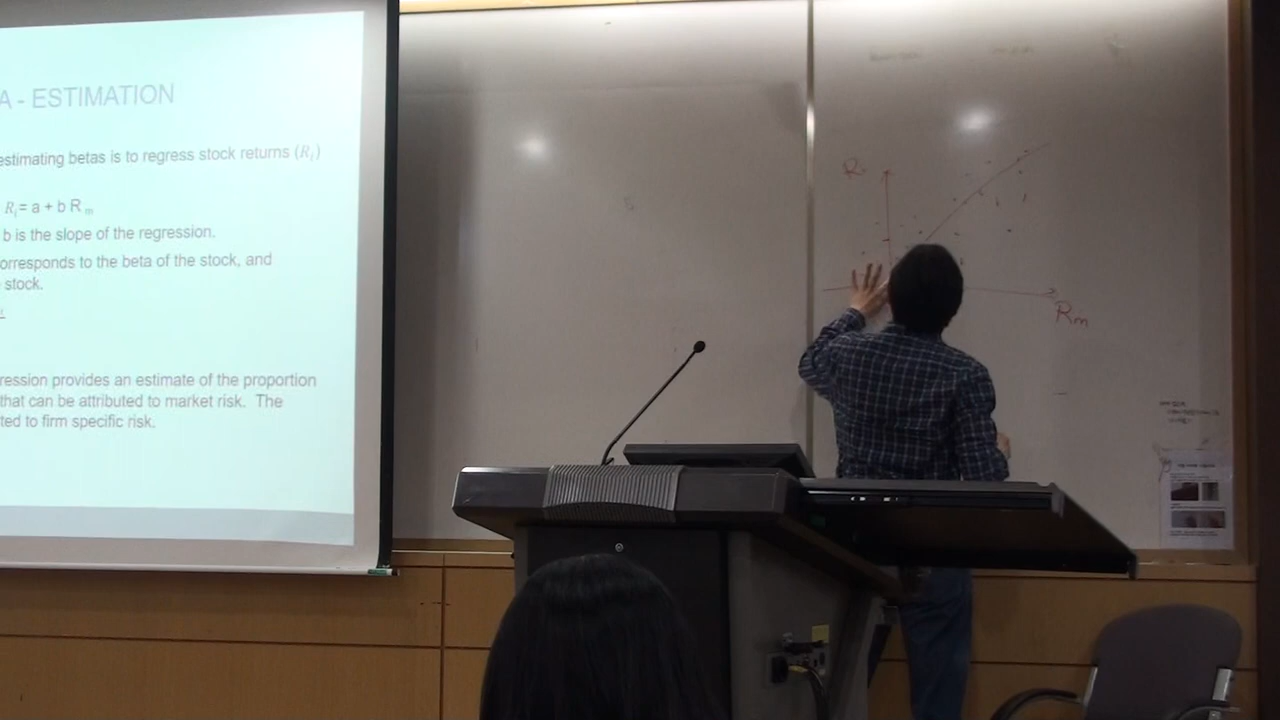 A - ESTIMATION
estimating betas is to regress stock returns (Ri)
Ri = a + b Rm
b is the slope of the regression.
orresponds to the beta of the stock, and
stock.
ression provides an estimate of the proportion
that can be attributed to market risk. The
ted to firm specific risk.
R
Rm